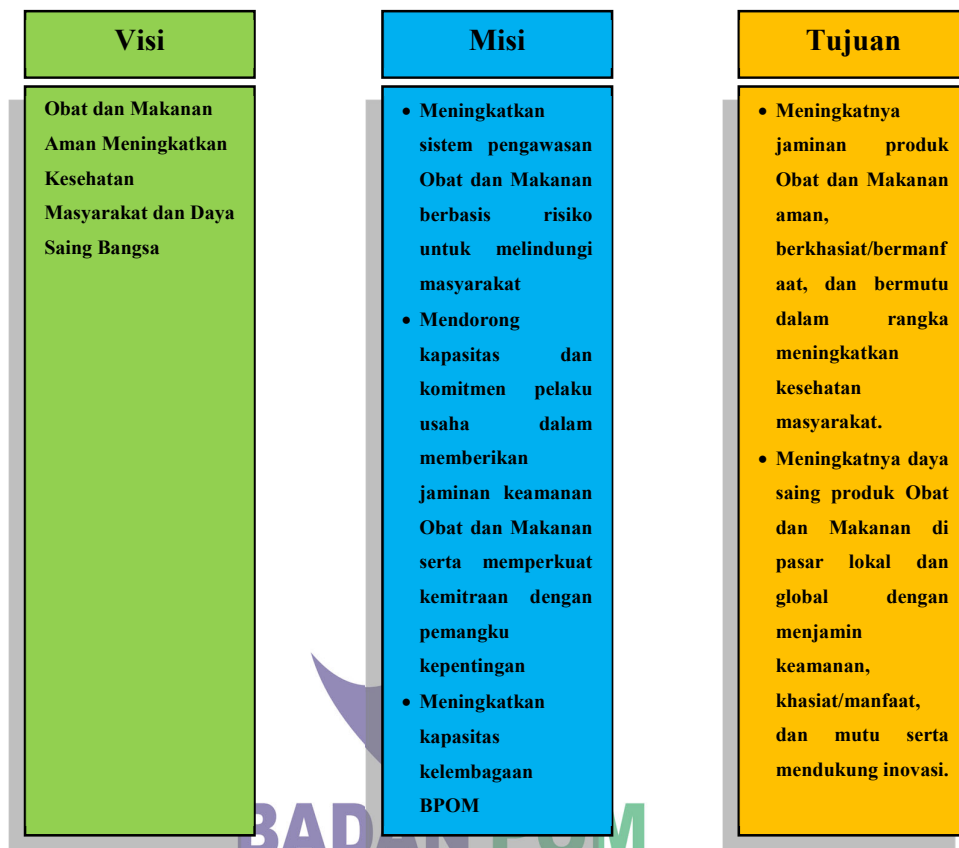 Visi
Obat dan Makanan
Aman Meningkatkan
Kesehatan
Masyarakat dan Daya
Saing Bangsa
Misi
• Meningkatkan
sistem pengawasan
Obat dan Makanan
berbasis risiko
untuk melindungi
masyarakat
• Mendorong
kapasitas dan
komitmen pelaku
usaha dalam
memberikan
jaminan keamanan
Obat dan Makanan
serta memperkuat
kemitraan dengan
pemangku
kepentingan
• Meningkatkan
kapasitas
kelembagaan
BPOM
Tujuan
• Meningkatnya
jaminan produk
Obat dan Makanan
aman,
berkhasiat/bermanf
aat, dan bermutu
dalam rangka
meningkatkan
kesehatan
masyarakat.
• Meningkatnya daya
saing produk Obat
dan Makanan di
pasar lokal dan
global dengan
menjamin
keamanan,
khasiat/manfaat,
dan mutu serta
mendukung inovasi.
BADAN POM